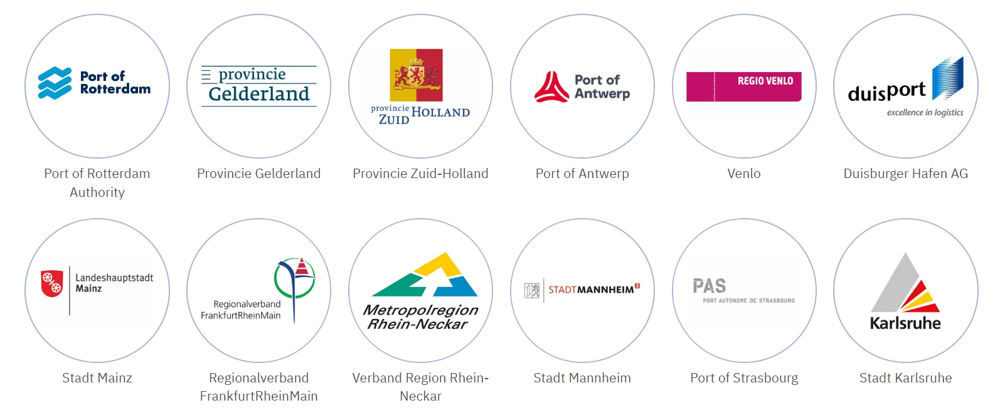 Port of
Rotterdam
provincie
Gelderland
provincie
ZUID HOLLAND
Port of
Antwerp
REGIO VENLO
duisport
excellence in logistics
Port of Rotterdam
Authority
Provincie Gelderland
Provincie Zuid-Holland
Port of Antwerp
Venlo
Duisburger Hafen AG
Landeshauptstadt
Mainz
Regionalverband
FrankfurtRheinMain
Metropolregion
Rhein-Neckar
STADTMANNHEIM²
PAS
PORT AUTONOME DE STRASBOURG
Karlsruhe
Stadt Mainz
Regionalverband
FrankfurtRheinMain
Verband Region Rhein-
Neckar
Stadt Mannheim
Port of Strasbourg
Stadt Karlsruhe